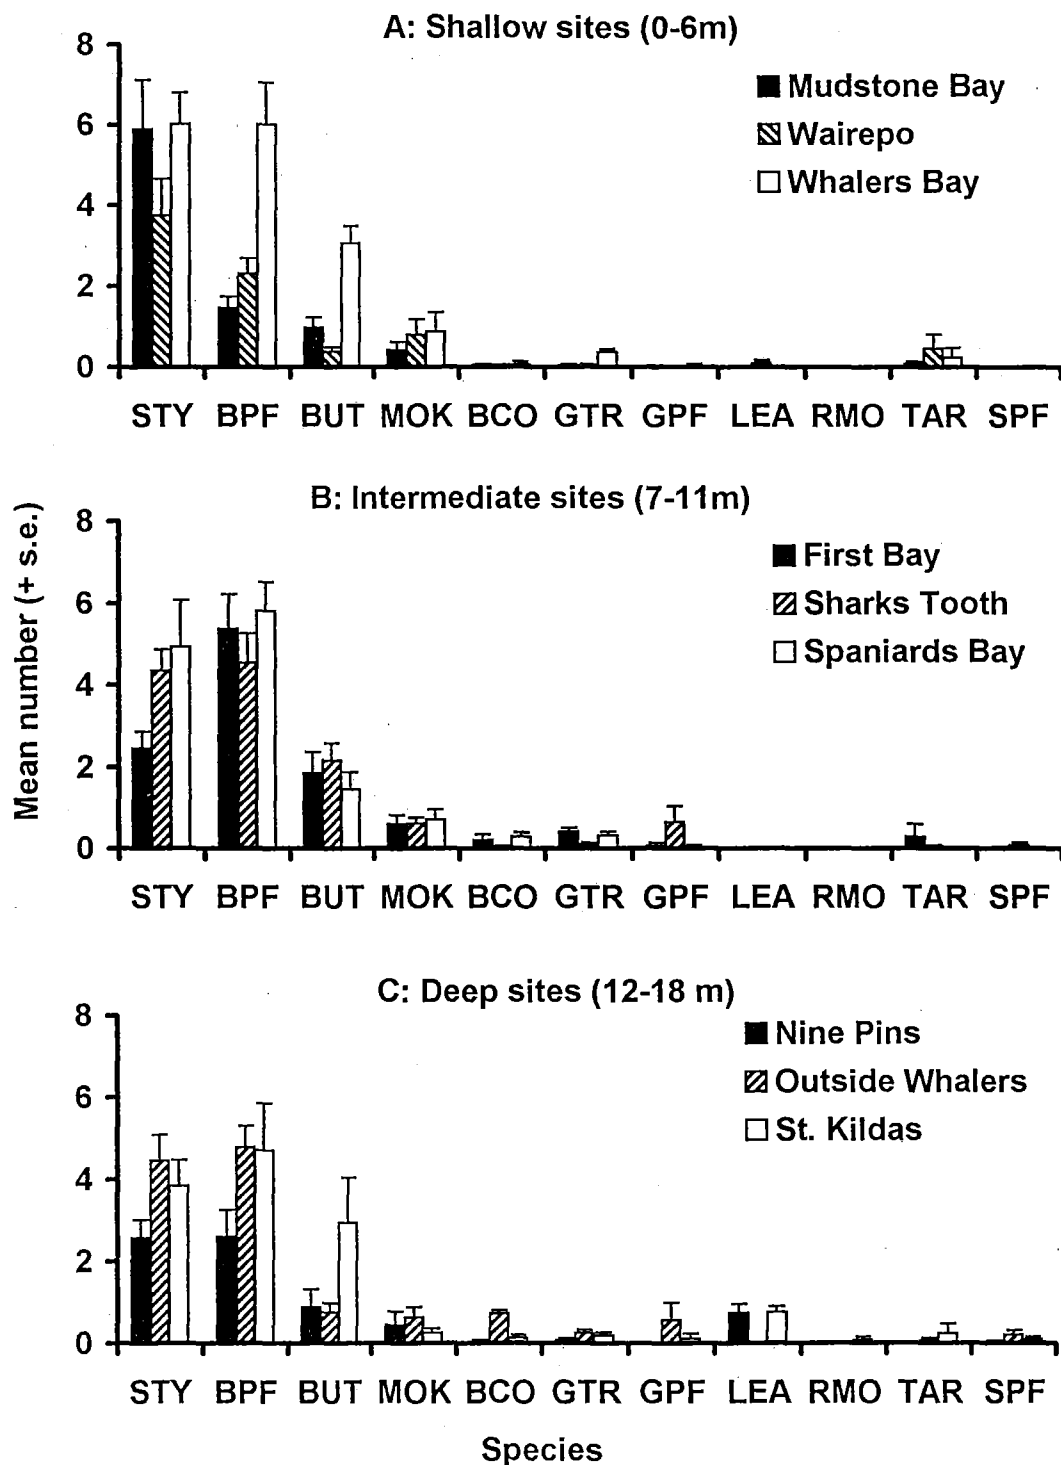 A: Shallow sites (0-6m)
8
6
4
2
0
Mudstone Bay
Wairepo
Whalers Bay
STY BPF BUT MOK BCO GTR GPF LEA RMO TAR SPF
Mean number (+ s.e.)
B: Intermediate sites (7-11m)
8
6
4
2
0
First Bay
Sharks Tooth
Spaniards Bay
STY BPF BUT MOK BCO GTR GPF LEA RMO TAR SPF
C: Deep sites (12-18 m)
8
6
4
2
0
Nine Pins
Outside Whalers
St. Kildas
STY BPF BUT MOK BCO GTR GPF LEA RMO TAR SPF
Species